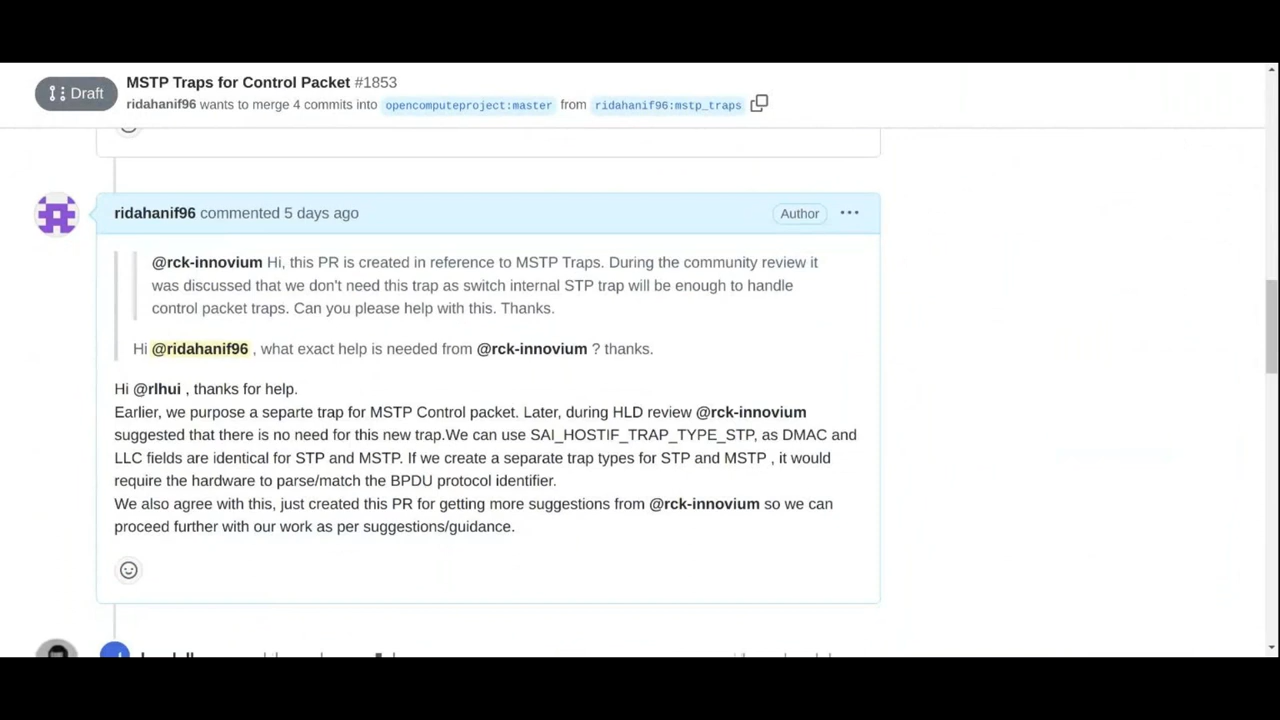 Draft
MSTP Traps for Control Packet #1853
ridahanif96 wants to merge 4 commits into opencomputeproject:master from ridahanif96:mstp_traps
ridahanif96 commented 5 days ago
Author
@rck-innovium Hi, this PR is created in reference to MSTP Traps. During the community review it
was discussed that we don't need this trap as switch internal STP trap will be enough to handle
control packet traps. Can you please help with this. Thanks.
Hi @ridahanif96 , what exact help is needed from @rck-innovium ? thanks.
Hi @rlhui , thanks for help.
Earlier, we purpose a separte trap for MSTP Control packet. Later, during HLD review @rck-innovium
suggested that there is no need for this new trap.We can use SAI_HOSTIF_TRAP_TYPE_STP, as DMAC and
LLC fields are identical for STP and MSTP. If we create a separate trap types for STP and MSTP , it would
require the hardware to parse/match the BPDU protocol identifier.
We also agree with this, just created this PR for getting more suggestions from @rck-innovium so we can
proceed further with our work as per suggestions/guidance.